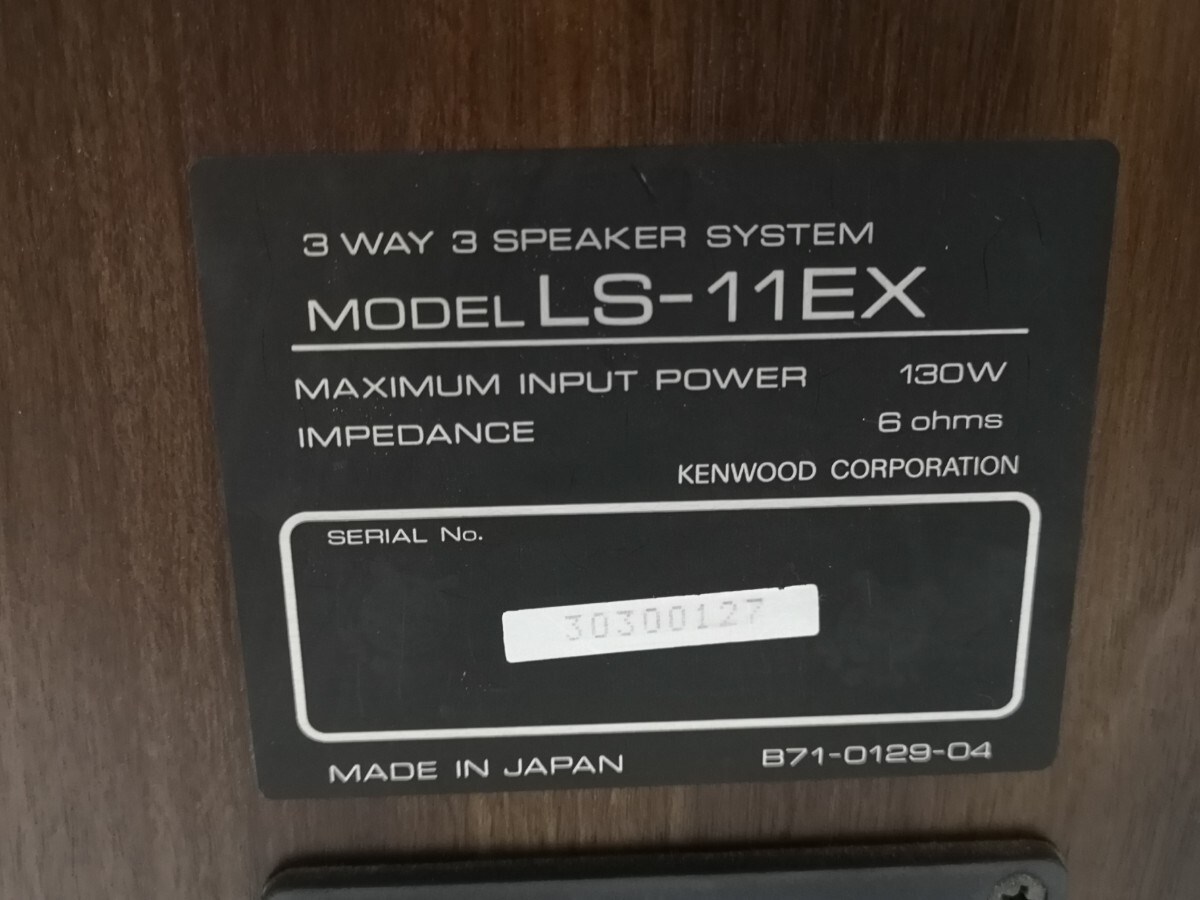 3 WAY 3 SPEAKER SYSTEM
MODEL LS-11EX
MAXIMUM INPUT POWER 130W
IMPEDANCE 6 ohms
KENWOOD CORPORATION
SERIAL No.
30300127
MADE IN JAPAN B71-0129-04